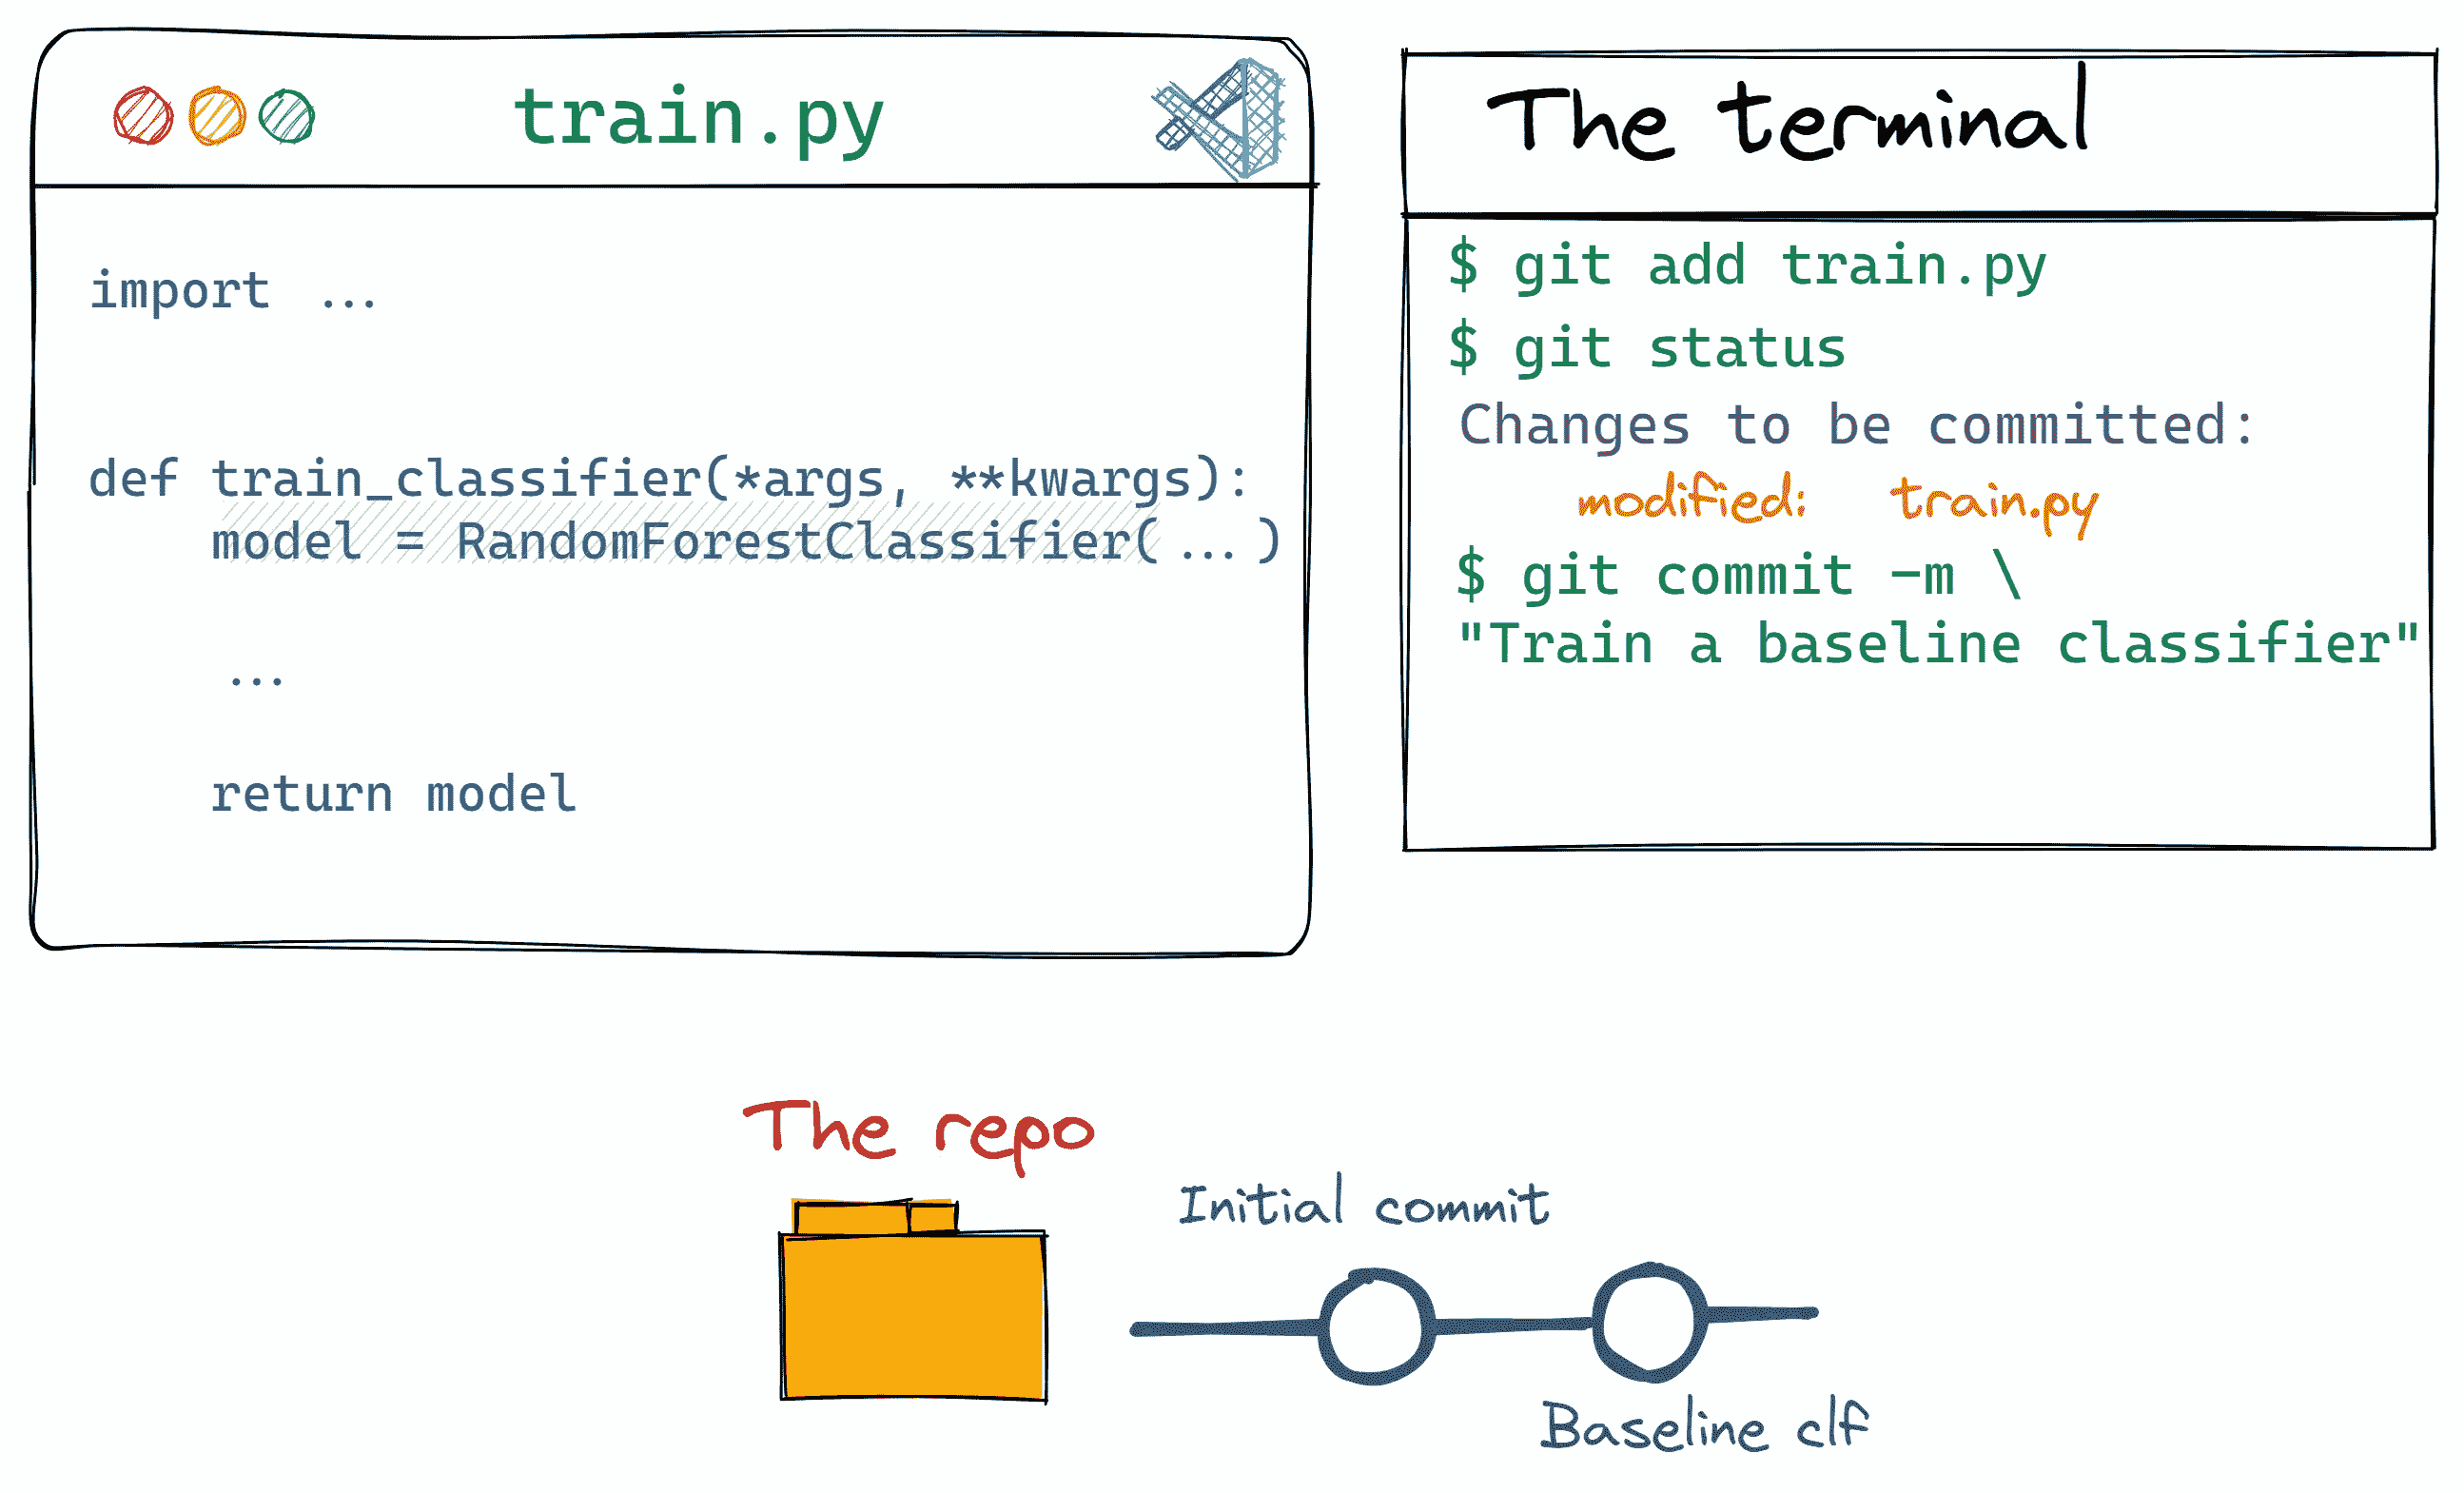 train.py
import ...
def train_classifier(*args, **kwargs):
model = RandomForestClassifier(...)
...
return model
The terminal
$ git add train.py
$ git status
Changes to be committed:
modified: train.py
$ git commit -m \
"Train a baseline classifier"
The repo
Initial commit
Baseline clf